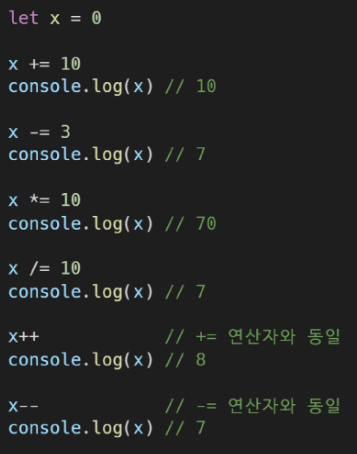 let x = 0
x += 10
console.log(x) // 10
x -= 3
console.log(x) // 7
x *= 10
console.log(x) // 70
x /= 10
console.log(x) // 7
x++ // += 연산자와 동일
console.log(x) // 8
x-- // -= 연산자와 동일
console.log(x) // 7